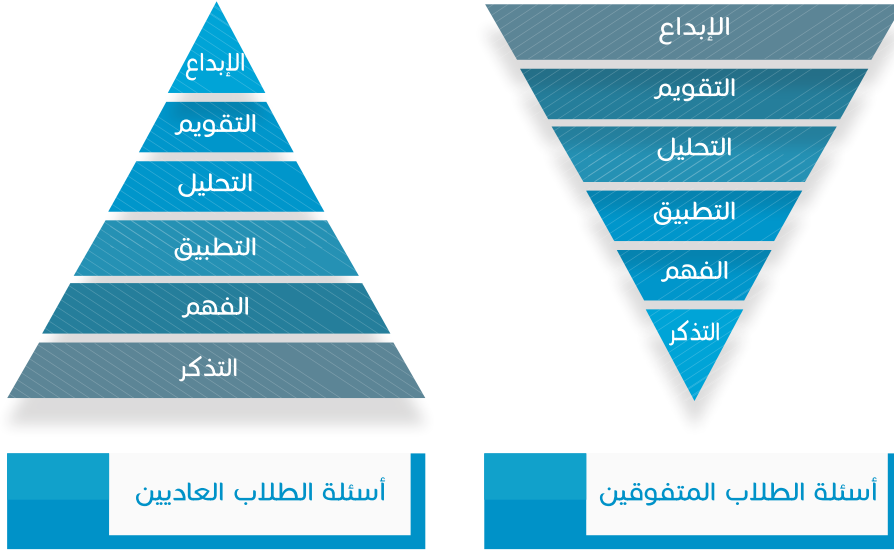 الإبداع
التقويم
التحليل
التطبيق
الفهم
التذكر
أسئلة الطلاب المتفوقين
الإبداع
التقويم
التحليل
التطبيق
الفهم
التذكر
أسئلة الطلاب العاديين